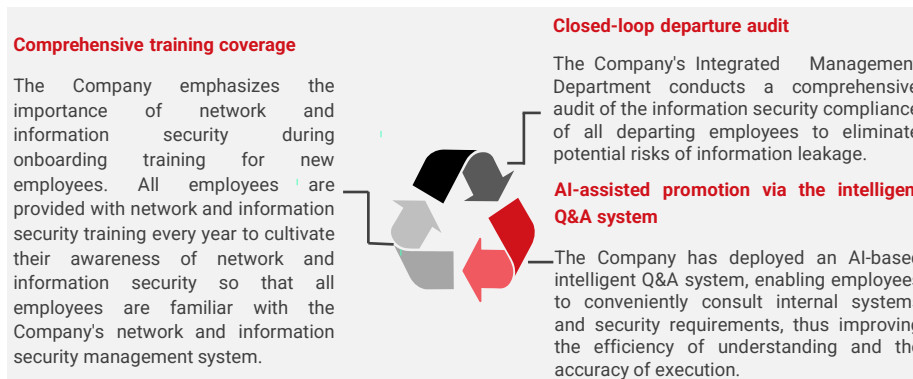 Comprehensive training coverage
The Company emphasizes the
importance of network and
information security during
onboarding training for new
employees. All employees are
provided with network and information
security training every year to cultivate
their awareness of network and
information security so that all
employees are familiar with the
Company's network and information
security management system.
Closed-loop departure audit
The Company's Integrated Managemen
Department conducts a comprehensive
audit of the information security compliance
of all departing employees to eliminate
potential risks of information leakage.
AI-assisted promotion via the intelligen
Q&A system
The Company has deployed an AI-based
intelligent Q&A system, enabling employees
to conveniently consult internal system
and security requirements, thus improving
the efficiency of understanding and the
accuracy of execution.